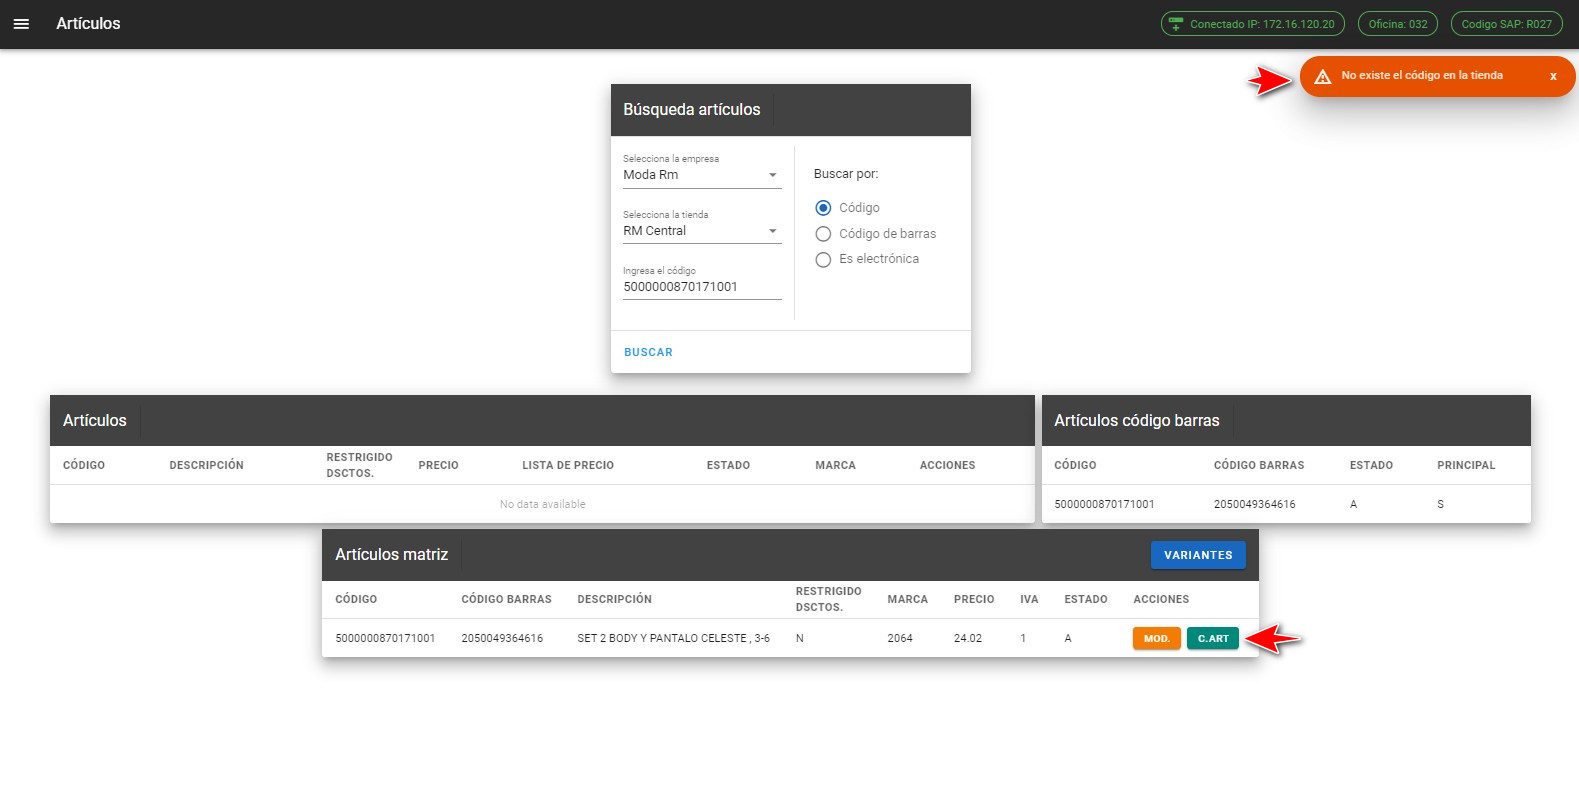 Artículos
Conectado IP: 172.16.120.20
Oficina: 032
Codigo SAP: R027
No existe el código en la tienda
x
Búsqueda artículos
Selecciona la empresa
Moda Rm
Selecciona la tienda
RM Central
Ingresa el código
5000000870171001
Buscar por:
Código
Código de barras
Es electrónica
BUSCAR
Artículos
CÓDIGO DESCRIPCIÓN RESTRIGIDO DSCTOS. PRECIO LISTA DE PRECIO ESTADO MARCA ACCIONES
No data available
Artículos código barras
CÓDIGO CÓDIGO BARRAS ESTADO PRINCIPAL
5000000870171001 2050049364616 A S
Artículos matriz
VARIANTES
CÓDIGO CÓDIGO BARRAS DESCRIPCIÓN RESTRIGIDO DSCTOS. MARCA PRECIO IVA ESTADO ACCIONES
5000000870171001 2050049364616 SET 2 BODY Y PANTALO CELESTE , 3-6 N 2064 24.02 1 A MOD. C.ART